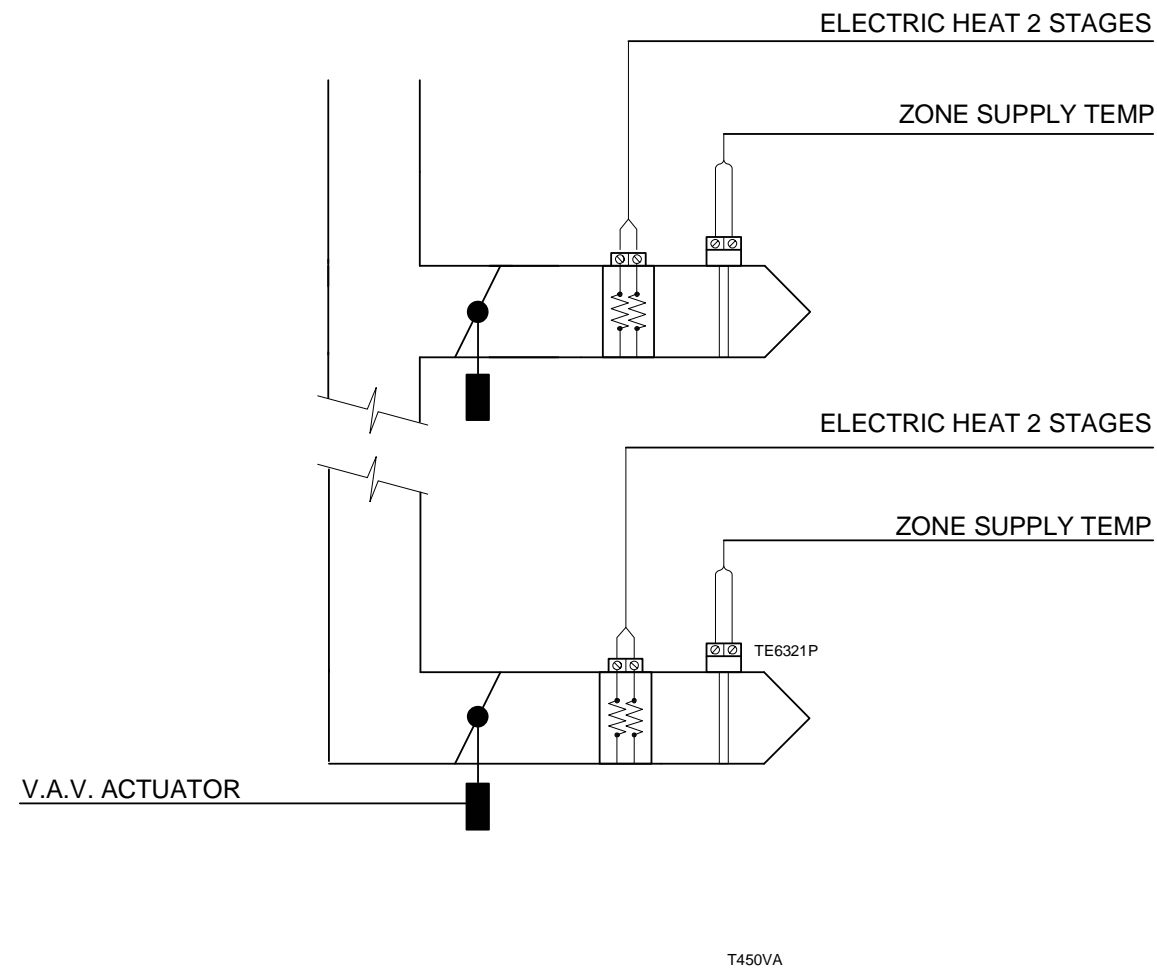 ELECTRIC HEAT 2 STAGES
ZONE SUPPLY TEMP
ELECTRIC HEAT 2 STAGES
ZONE SUPPLY TEMP
TE6321P
V.A.V. ACTUATOR
T450VA